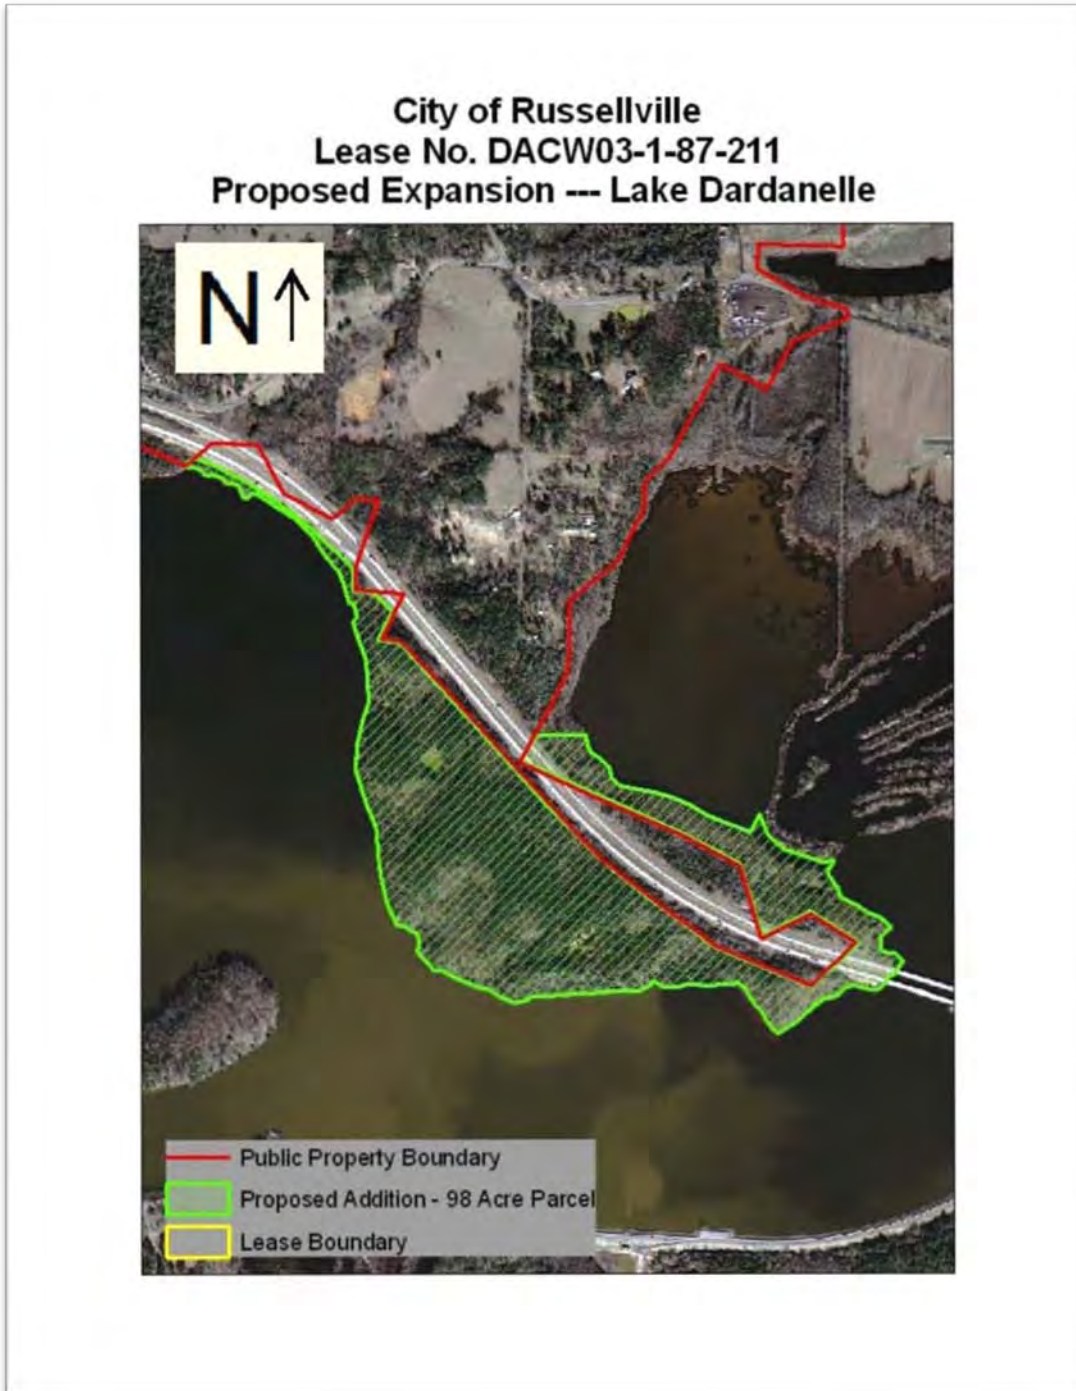 City of Russellville
Lease No. DACW03-1-87-211
Proposed Expansion --- Lake Dardanelle
N
Public Property Boundary
Proposed Addition - 98 Acre Parcel
Lease Boundary